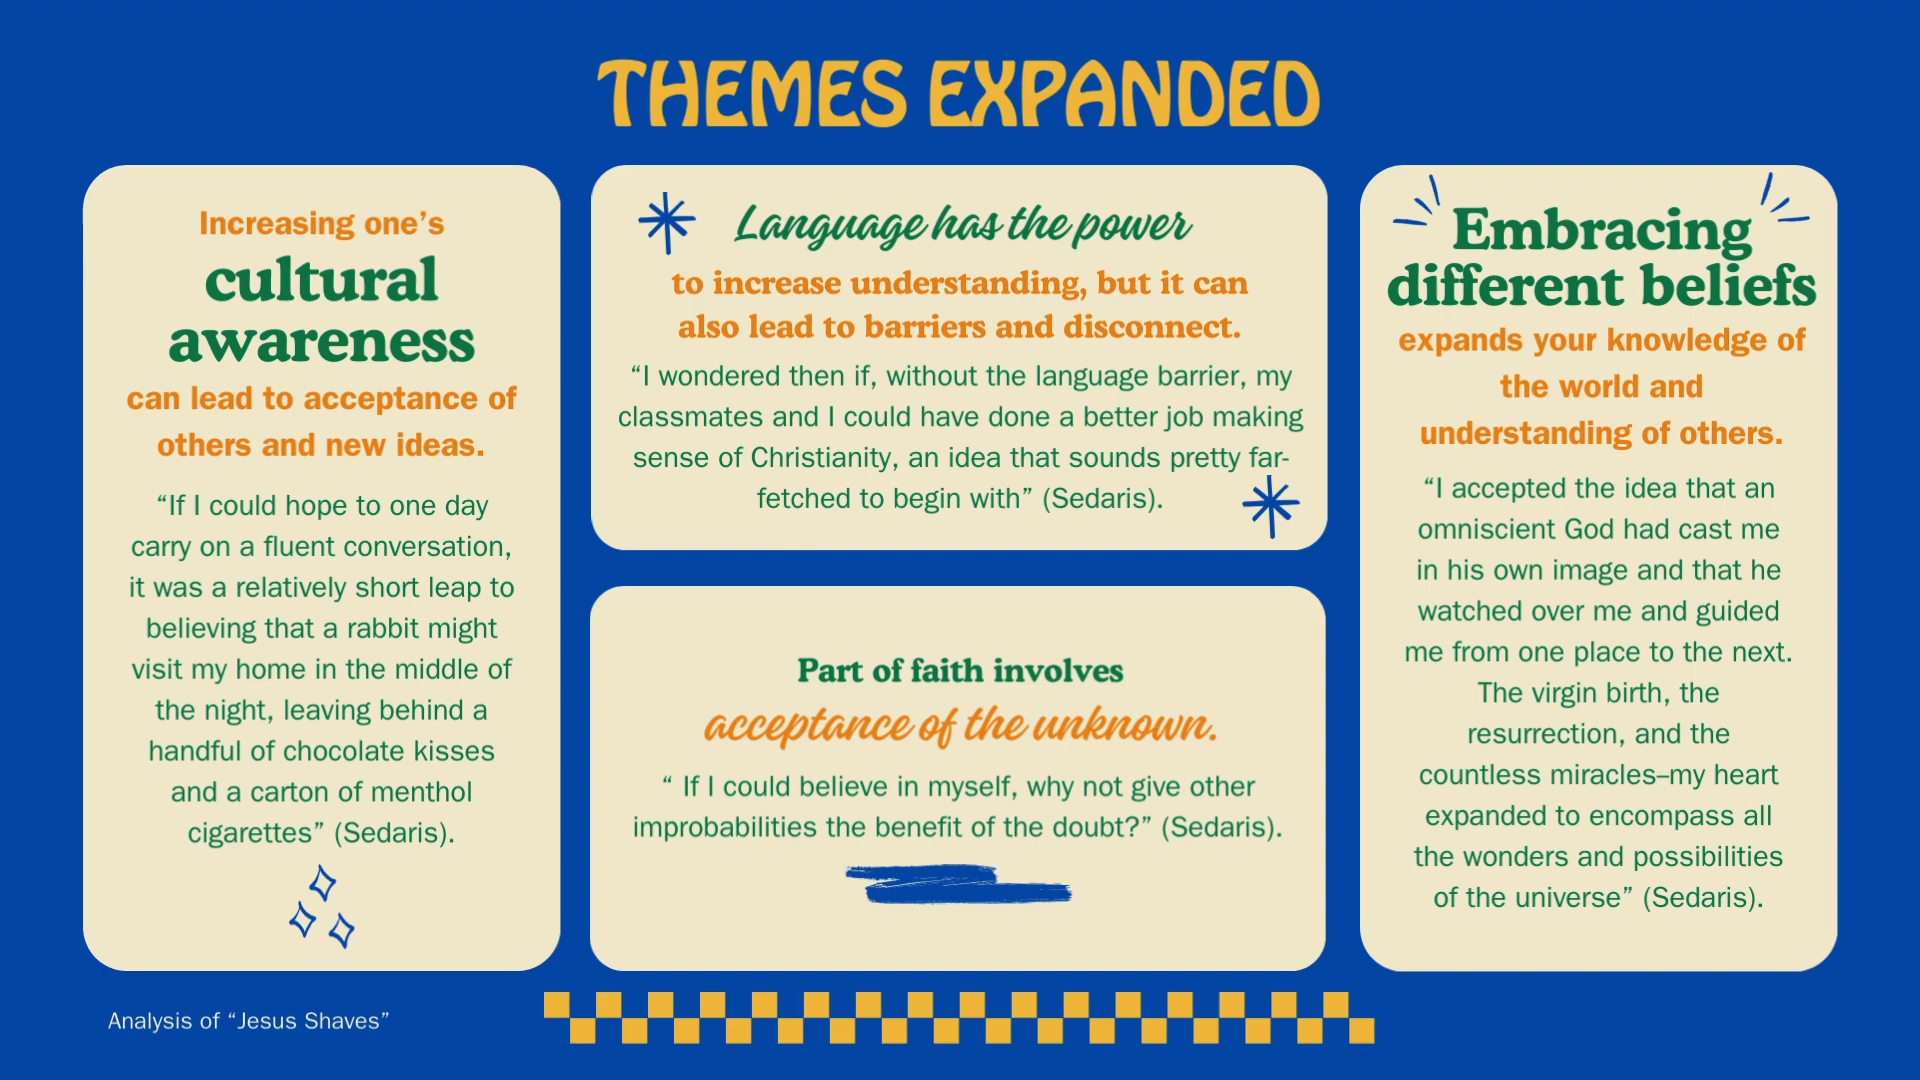 THEMES EXPANDED
Increasing one’s
cultural
awareness
can lead to acceptance of
others and new ideas.
“If I could hope to one day
carry on a fluent conversation,
it was a relatively short leap to
believing that a rabbit might
visit my home in the middle of
the night, leaving behind a
handful of chocolate kisses
and a carton of menthol
cigarettes” (Sedaris).
Language has the power
to increase understanding, but it can
also lead to barriers and disconnect.
“I wondered then if, without the language barrier, my
classmates and I could have done a better job making
sense of Christianity, an idea that sounds pretty far-
fetched to begin with” (Sedaris).
Part of faith involves
acceptance of the unknown.
“ If I could believe in myself, why not give other
improbabilities the benefit of the doubt?” (Sedaris).
Embracing
different beliefs
expands your knowledge of
the world and
understanding of others.
“I accepted the idea that an
omniscient God had cast me
in his own image and that he
watched over me and guided
me from one place to the next.
The virgin birth, the
resurrection, and the
countless miracles–my heart
expanded to encompass all
the wonders and possibilities
of the universe” (Sedaris).
Analysis of “Jesus Shaves”